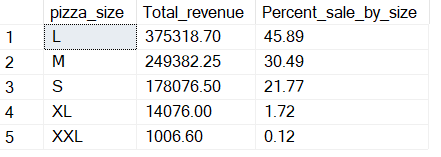 pizza_size Total_revenue Percent_sale_by_size
1 L 375318.70 45.89
2 M 249382.25 30.49
3 S 178076.50 21.77
4 XL 14076.00 1.72
5 XXL 1006.60 0.12